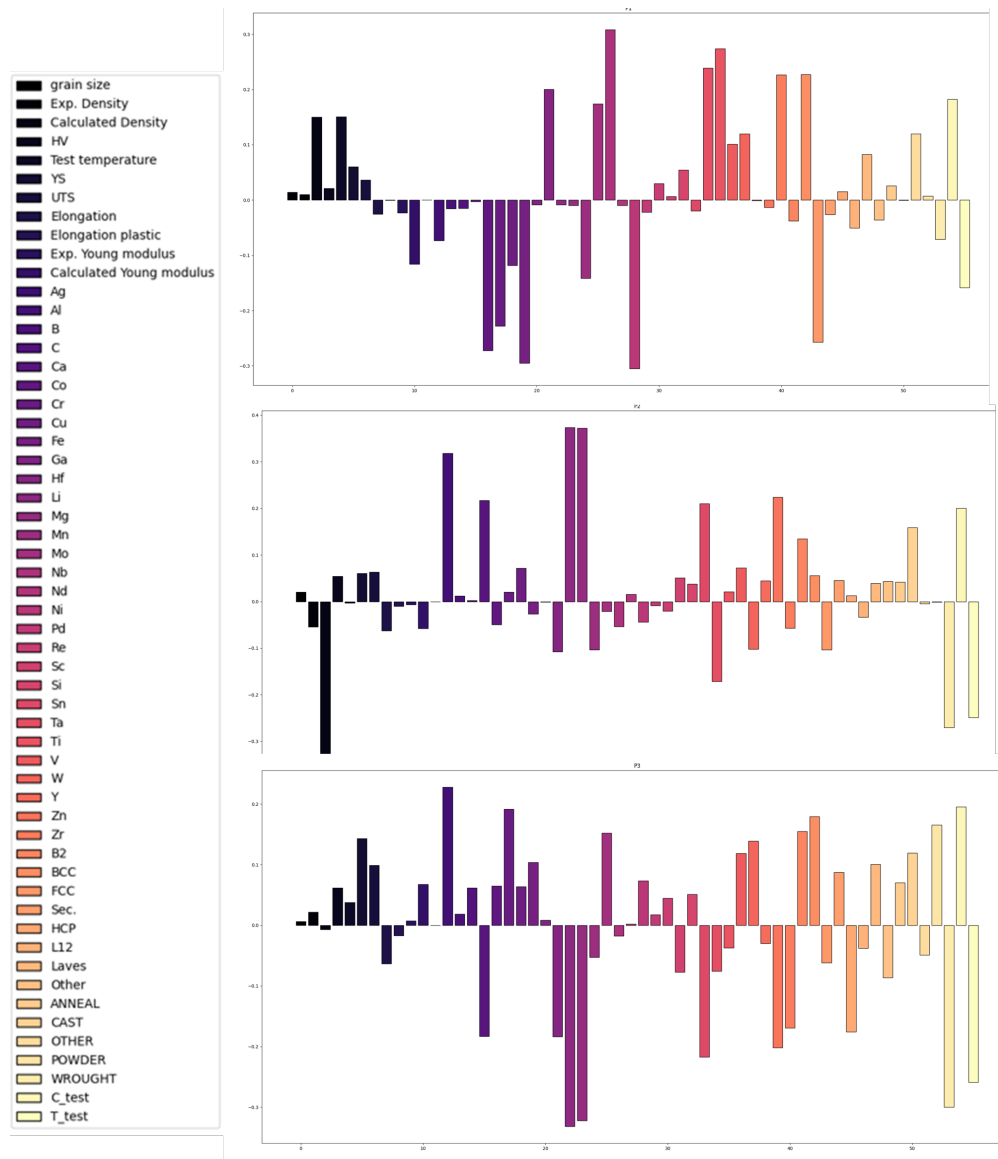 grain size
Exp. Density
Calculated Density
HV
Test temperature
YS
UTS
Elongation
Elongation plastic
Exp. Young modulus
Calculated Young modulus
Ag
Al
B
C
Ca
Co
Cr
Cu
Fe
Ga
Hf
Li
Mg
Mn
Mo
Nb
Nd
Ni
Pd
Re
Sc
Si
Sn
Ta
Ti
V
W
Y
Zn
Zr
B2
BCC
FCC
Sec.
HCP
L12
Laves
Other
ANNEAL
CAST
OTHER
POWDER
WROUGHT
C_test
T_test
0.3
0.2
0.1
0.0
−0.1
−0.2
−0.3
0 10 20 30 40 50
P2
0.4
0.3
0.2
0.1
0.0
−0.1
−0.2
−0.3
P3
0.2
0.1
0.0
−0.1
−0.2
−0.3
0 10 20 30 40 50